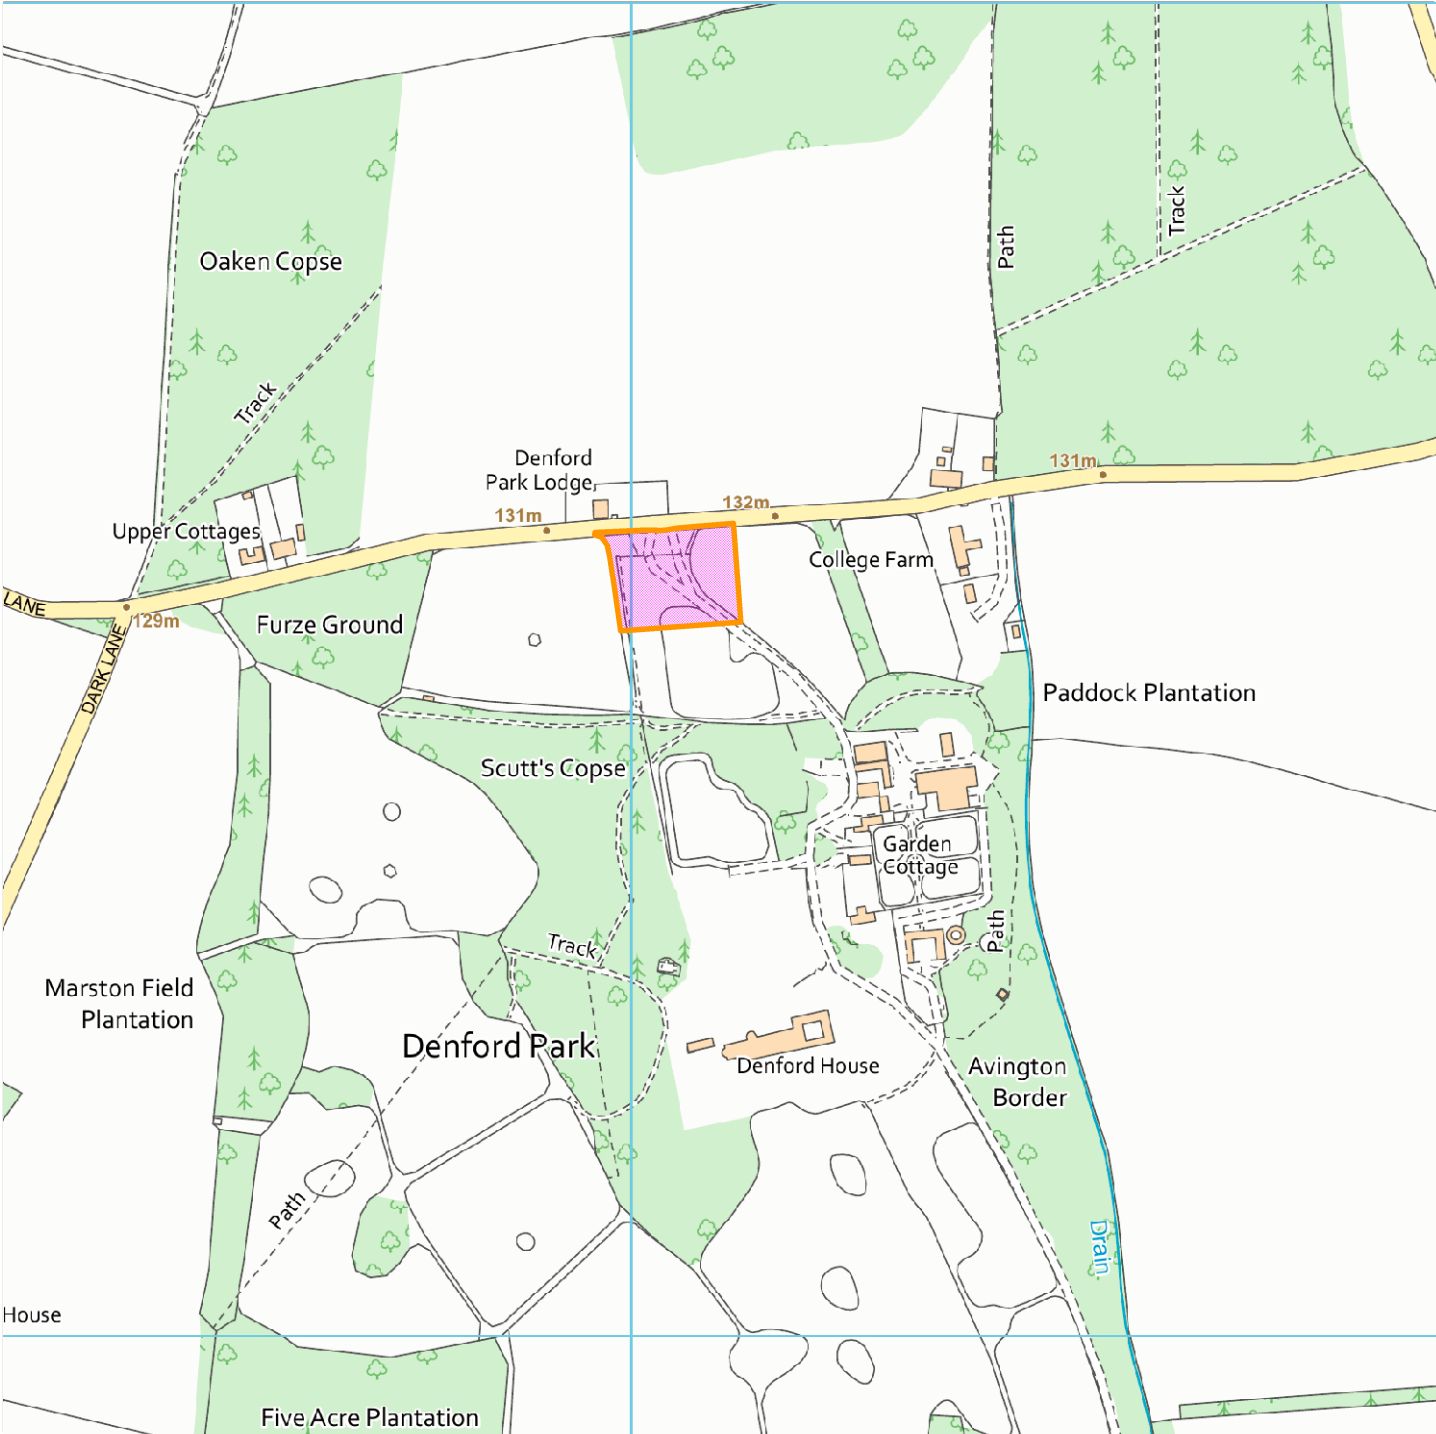 Path
Track
Oaken Copse
Track
Denford
Park Lodge
131m
132m
131m
Upper Cottages
College Farm
LANE
129m
Furze Ground
DARK LANE
Paddock Plantation
Scutt's Copse
Garden
Cottage
Track
Path
Marston Field
Plantation
Denford Park
Denford House
Avington
Border
Path
Drain
House
Five Acre Plantation